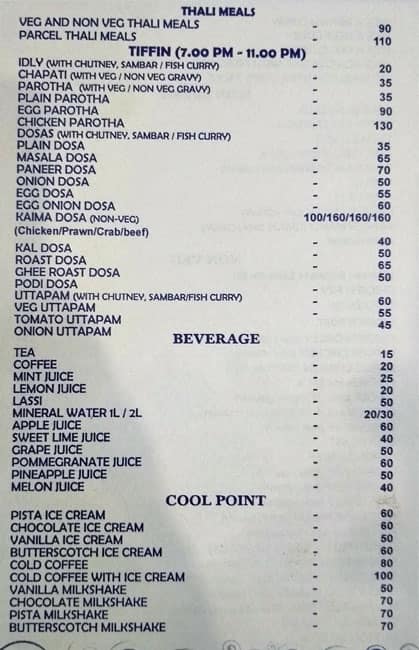 THALI MEALS
VEG AND NON VEG THALI MEALS 90
PARCEL THALI MEALS 110
TIFFIN (7.00 PM - 11.00 PM)
IDLY (WITH CHUTNEY, SAMBAR / FISH CURRY) - 20
CHAPATI (WITH VEG / NON VEG GRAVY) - 35
PAROTHA (WITH VEG / NON VEG GRAVY)
PLAIN PAROTHA - 35
EGG PAROTHA - 90
CHICKEN PAROTHA - 130
DOSAS (WITH CHUTNEY, SAMBAR / FISH CURRY)
PLAIN DOSA - 35
MASALA DOSA - 65
PANEER DOSA - 70
ONION DOSA - 50
EGG DOSA - 55
EGG ONION DOSA - 60
KAIMA DOSA (NON-VEG) 100/160/160/160
(Chicken/Prawn/Crab/beef)
KAL DOSA - 40
ROAST DOSA - 50
GHEE ROAST DOSA - 65
PODI DOSA - 50
UTTAPAM (WITH CHUTNEY, SAMBAR/FISH CURRY)
VEG UTTAPAM - 60
TOMATO UTTAPAM - 55
ONION UTTAPAM - 45
BEVERAGE
TEA - 15
COFFEE - 20
MINT JUICE - 25
LEMON JUICE - 20
LASSI - 50
MINERAL WATER 1L / 2L - 20/30
APPLE JUICE - 60
SWEET LIME JUICE - 40
GRAPE JUICE - 50
POMMEGRANATE JUICE - 60
PINEAPPLE JUICE - 50
MELON JUICE - 40
COOL POINT
PISTA ICE CREAM - 60
CHOCOLATE ICE CREAM - 60
VANILLA ICE CREAM - 50
BUTTERSCOTCH ICE CREAM - 60
COLD COFFEE - 80
COLD COFFEE WITH ICE CREAM - 100
VANILLA MILKSHAKE - 50
CHOCOLATE MILKSHAKE - 70
PISTA MILKSHAKE - 70
BUTTERSCOTCH MILKSHAKE - 70